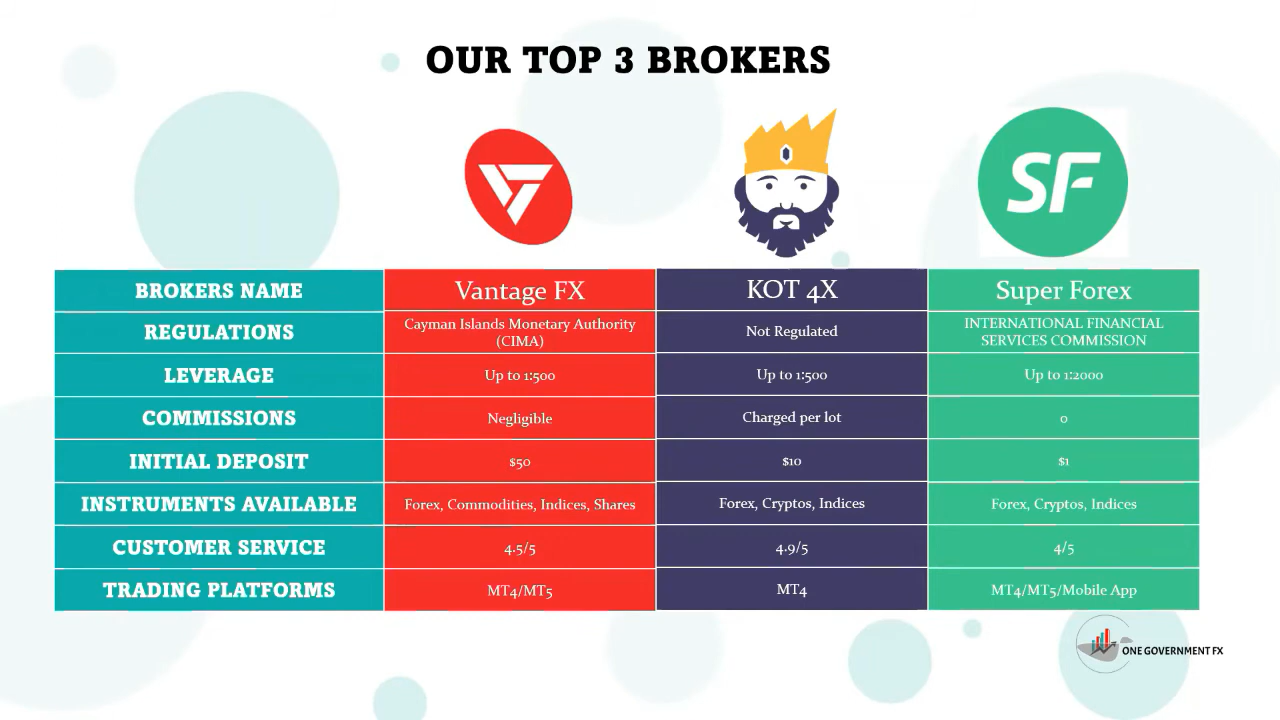 OUR TOP 3 BROKERS
SF
BROKERS NAME
Vantage FX
KOT 4X
Super Forex
REGULATIONS
Cayman Islands Monetary Authority
(CIMA)
Not Regulated
INTERNATIONAL FINANCIAL
SERVICES COMMISSION
LEVERAGE
Up to 1:500
Up to 1:500
Up to 1:2000
COMMISSIONS
Negligible
Charged per lot
0
INITIAL DEPOSIT
$50
$10
$1
INSTRUMENTS AVAILABLE
Forex, Commodities, Indices, Shares
Forex, Cryptos, Indices
Forex, Cryptos, Indices
CUSTOMER SERVICE
4.5/5
4.9/5
4/5
TRADING PLATFORMS
MT4/MT5
MT4
MT4/MT5/Mobile App
ONE GOVERNMENT FX